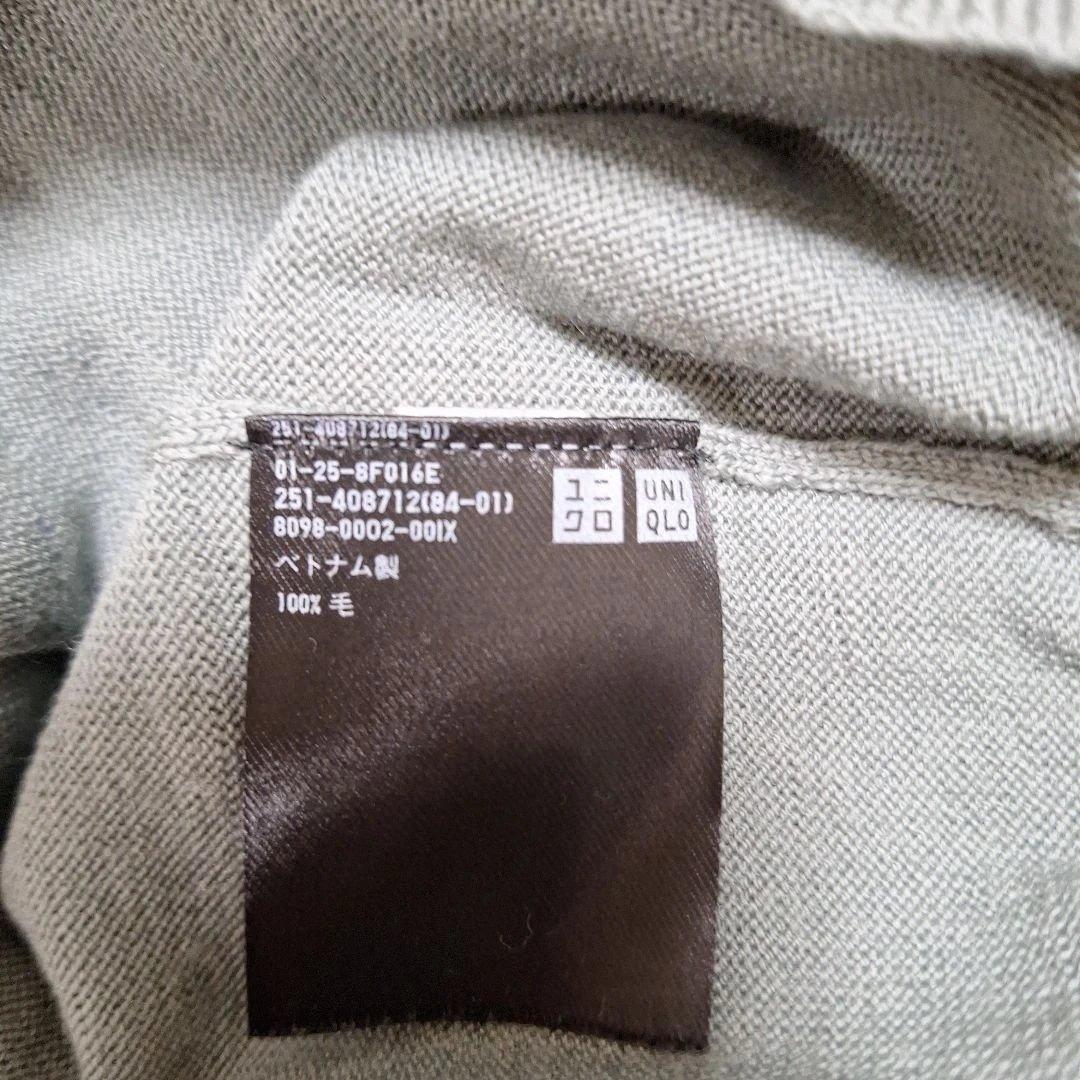 251-408712(84-01)
01-25-8F016E
251-408712(84-01)
8098-0002-00IX
ベトナム製
100% 毛
ユニ
クロ
UNI
QLO